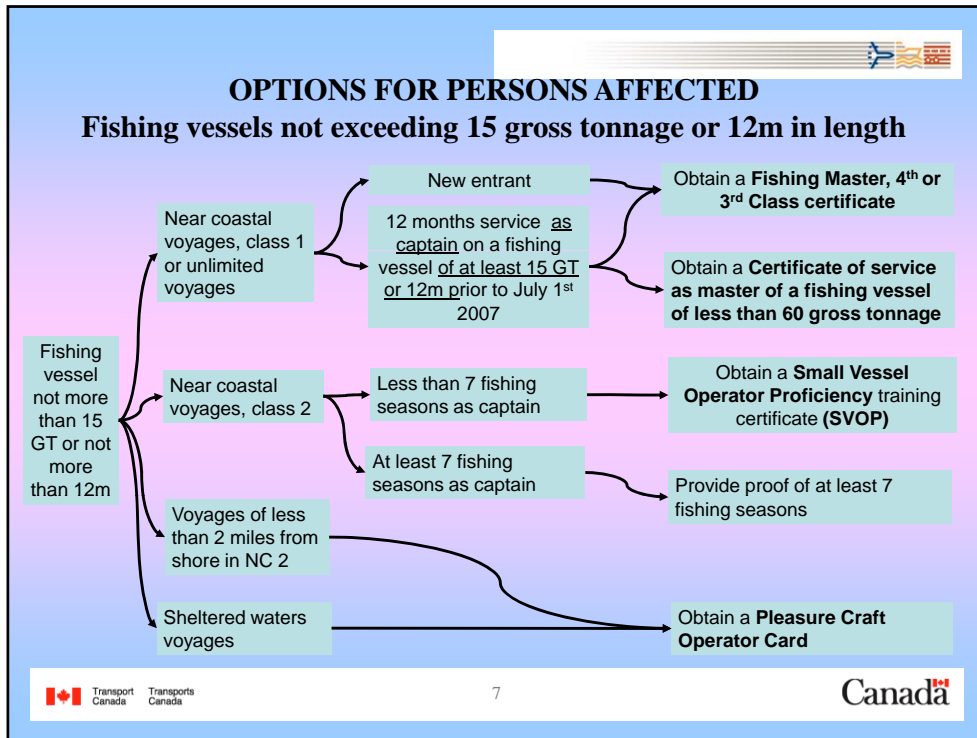 OPTIONS FOR PERSONS AFFECTED
Fishing vessels not exceeding 15 gross tonnage or 12m in length
New entrant
Obtain a Fishing Master, 4th or
3rd Class certificate
Near coastal
voyages, class 1
or unlimited
voyages
12 months service as
captain on a fishing
vessel of at least 15 GT
or 12m prior to July 1st
2007
Obtain a Certificate of service
as master of a fishing vessel
of less than 60 gross tonnage
Fishing
vessel
not more
than 15
GT or not
more
than 12m
Near coastal
voyages, class 2
Less than 7 fishing
seasons as captain
Obtain a Small Vessel
Operator Proficiency training
certificate (SVOP)
At least 7 fishing
seasons as captain
Provide proof of at least 7
fishing seasons
Voyages of less
than 2 miles from
shore in NC 2
Sheltered waters
voyages
Obtain a Pleasure Craft
Operator Card
Transport Transports
Canada Canada
7
Canada